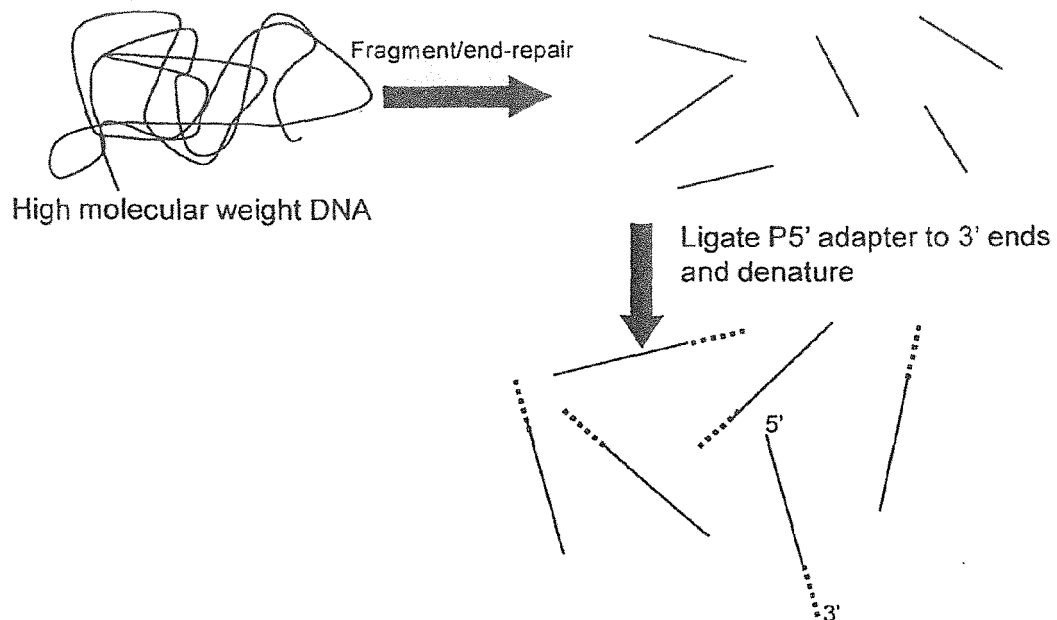 Fragment/end-repair
High molecular weight DNA
Ligate P5' adapter to 3' ends
and denature
5'
3'